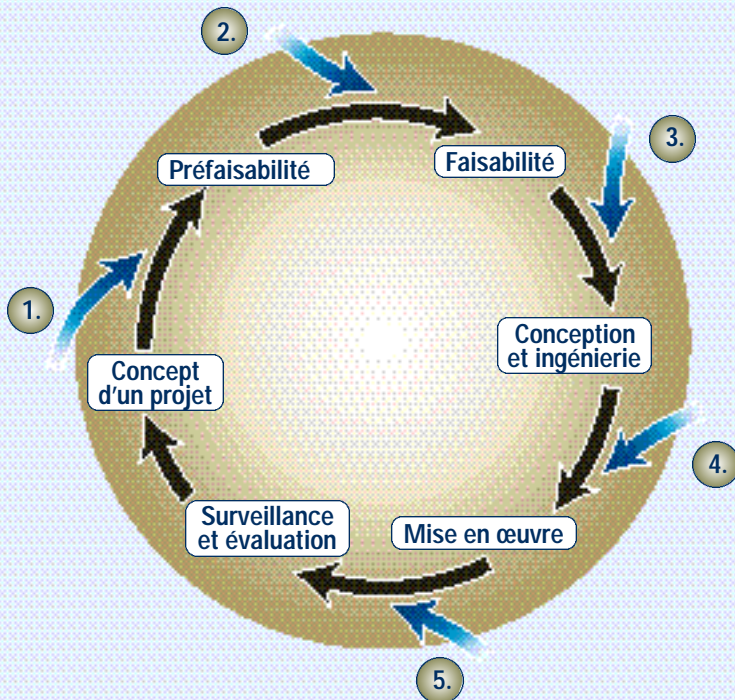 2.
3.
Préfaisabilité
Faisabilité
1.
Conception
et ingénierie
Concept
d'un projet
4.
Surveillance
et évaluation
Mise en œuvre
5.